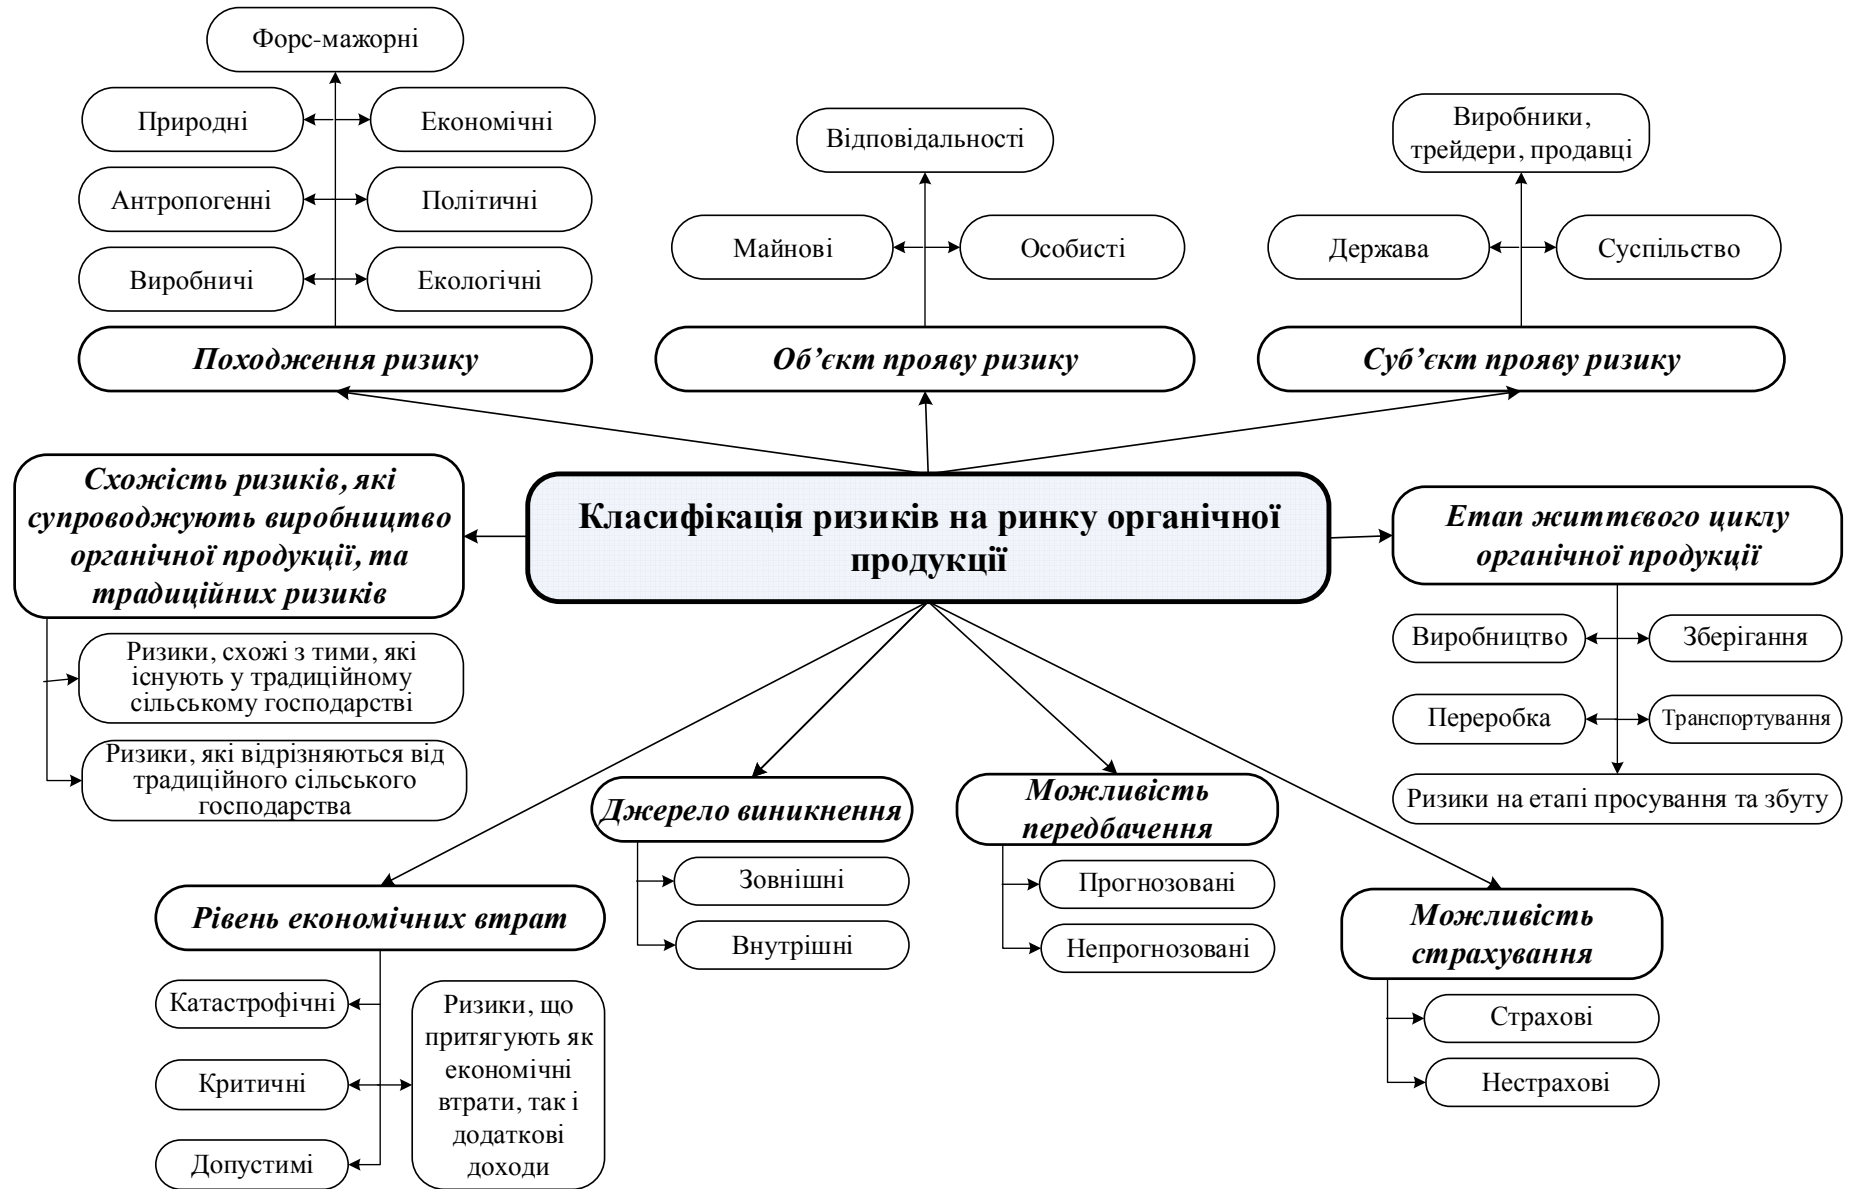 Форс-мажорні
Природні
Економічні
Антропогенні
Політичні
Виробничі
Екологічні
Походження ризику
Відповідальності
Майнові
Особисті
Об’єкт прояву ризику
Виробники,
трейдери, продавці
Держава
Суспільство
Суб’єкт прояву ризику
Схожість ризиків, які
супроводжують виробництво
органічної продукції, та
традиційних ризиків
Ризики, схожі з тими, які
існують у традиційному
сільському господарстві
Ризики, які відрізняються від
традиційного сільського
господарства
Класифікація ризиків на ринку органічної
продукції
Етап життєвого циклу
органічної продукції
Виробництво
Зберігання
Переробка
Транспортування
Ризики на етапі просування та збуту
Рівень економічних втрат
Катастрофічні
Критичні
Допустимі
Ризики, що
притягують як
економічні
втрати, так і
додаткові
доходи
Джерело виникнення
Зовнішні
Внутрішні
Можливість
передбачення
Прогнозовані
Непрогнозовані
Можливість
страхування
Страхові
Нестрахові